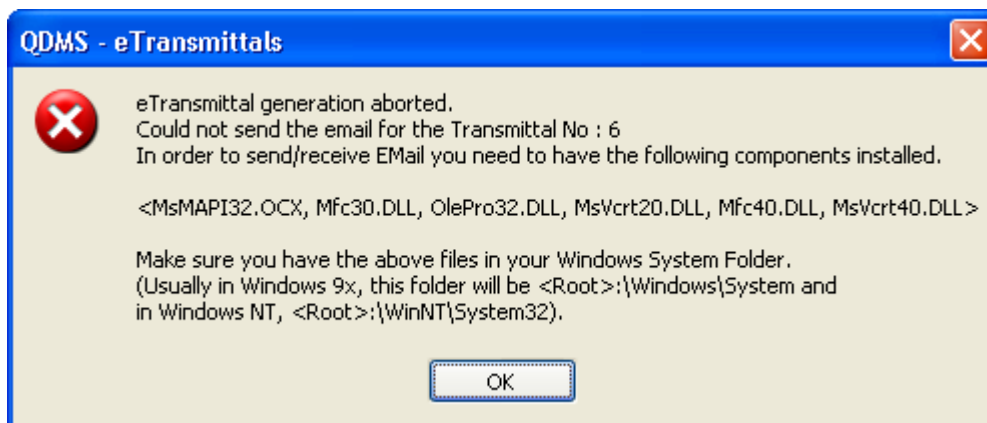 QDMS - eTransmittals
eTransmittal generation aborted.
Could not send the email for the Transmittal No : 6
In order to send/receive EMail you need to have the following components installed.
<MsMAPI32.OCX, Mfc30.DLL, OlePro32.DLL, MsVcrt20.DLL, Mfc40.DLL, MsVcrt40.DLL>
Make sure you have the above files in your Windows System Folder.
(Usually in Windows 9x, this folder will be <Root>:\Windows\System and
in Windows NT, <Root>:\WinNT\System32).
OK